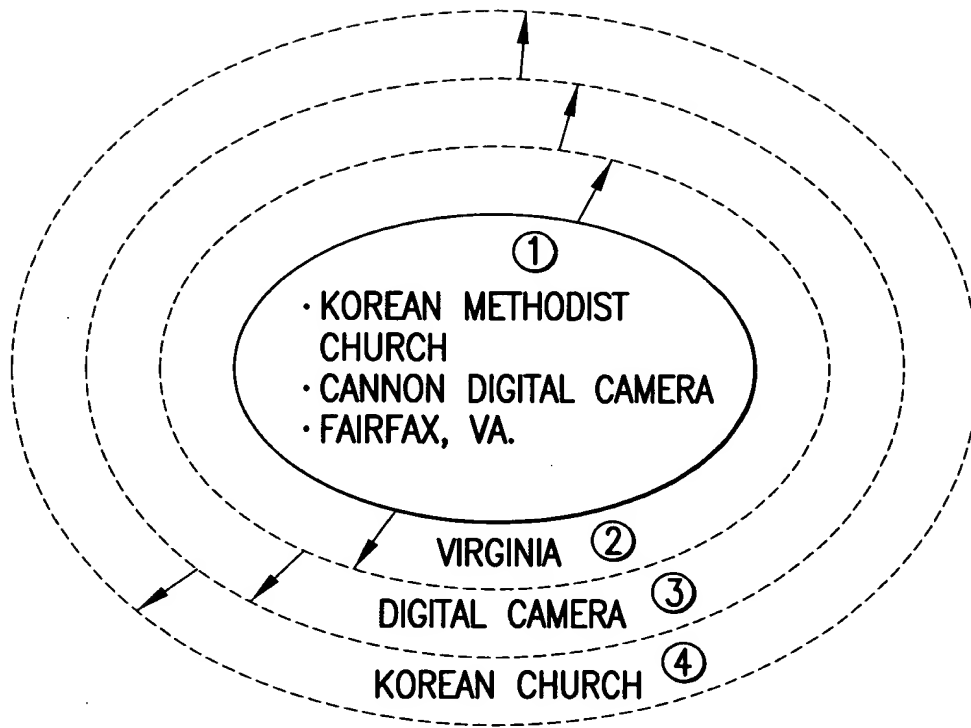 ①
· KOREAN METHODIST
CHURCH
· CANNON DIGITAL CAMERA
· FAIRFAX, VA.
VIRGINIA ②
DIGITAL CAMERA ③
KOREAN CHURCH ④